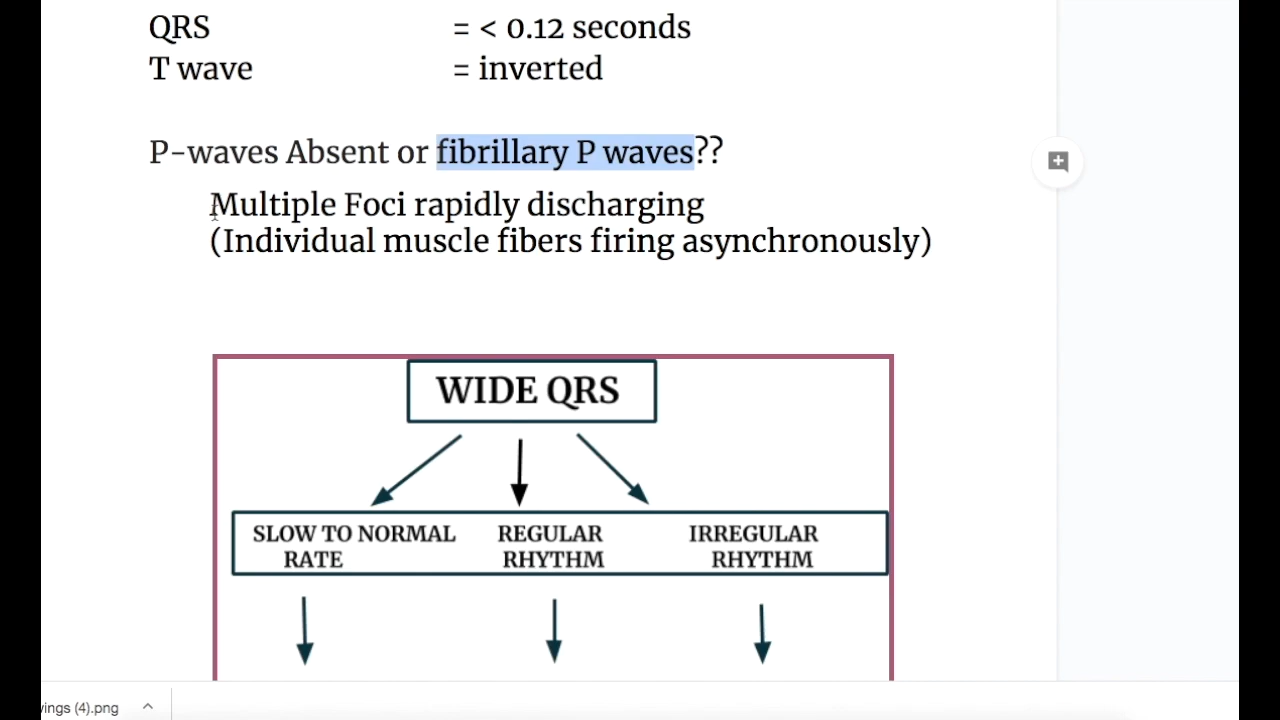 QRS = < 0.12 seconds
T wave = inverted
P-waves Absent or fibrillary P waves??
Multiple Foci rapidly discharging
(Individual muscle fibers firing asynchronously)
WIDE QRS
SLOW TO NORMAL RATE
REGULAR RHYTHM
IRREGULAR RHYTHM
ings (4).png